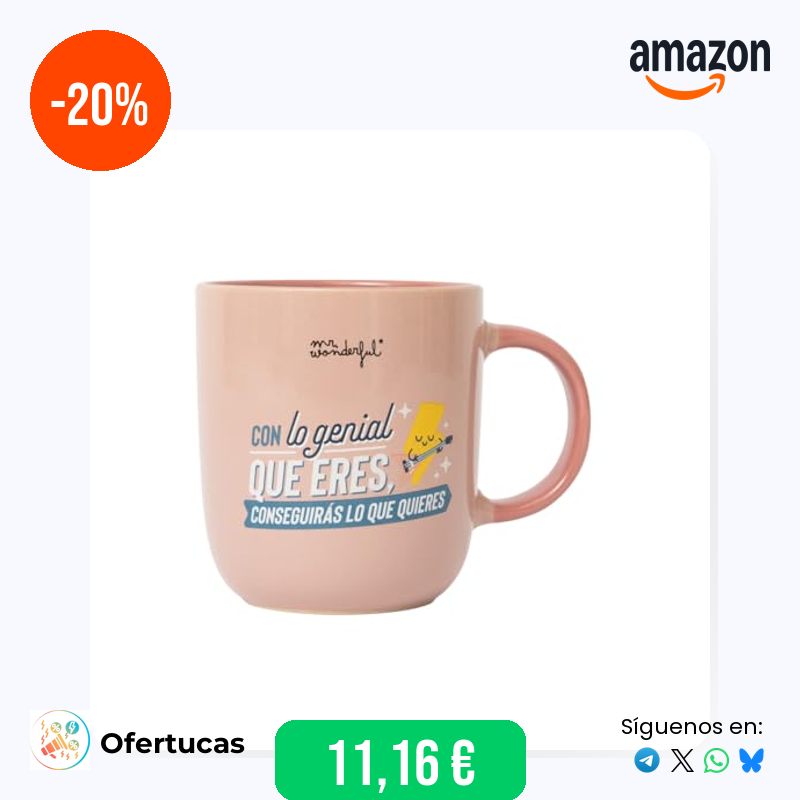 -20%
amazon
mr.
wonderful*
CON lo genial
QUE ERES,
CONSEGUIRÁS LO QUE QUIERES
Ofertucas
11,16 €
Síguenos en: